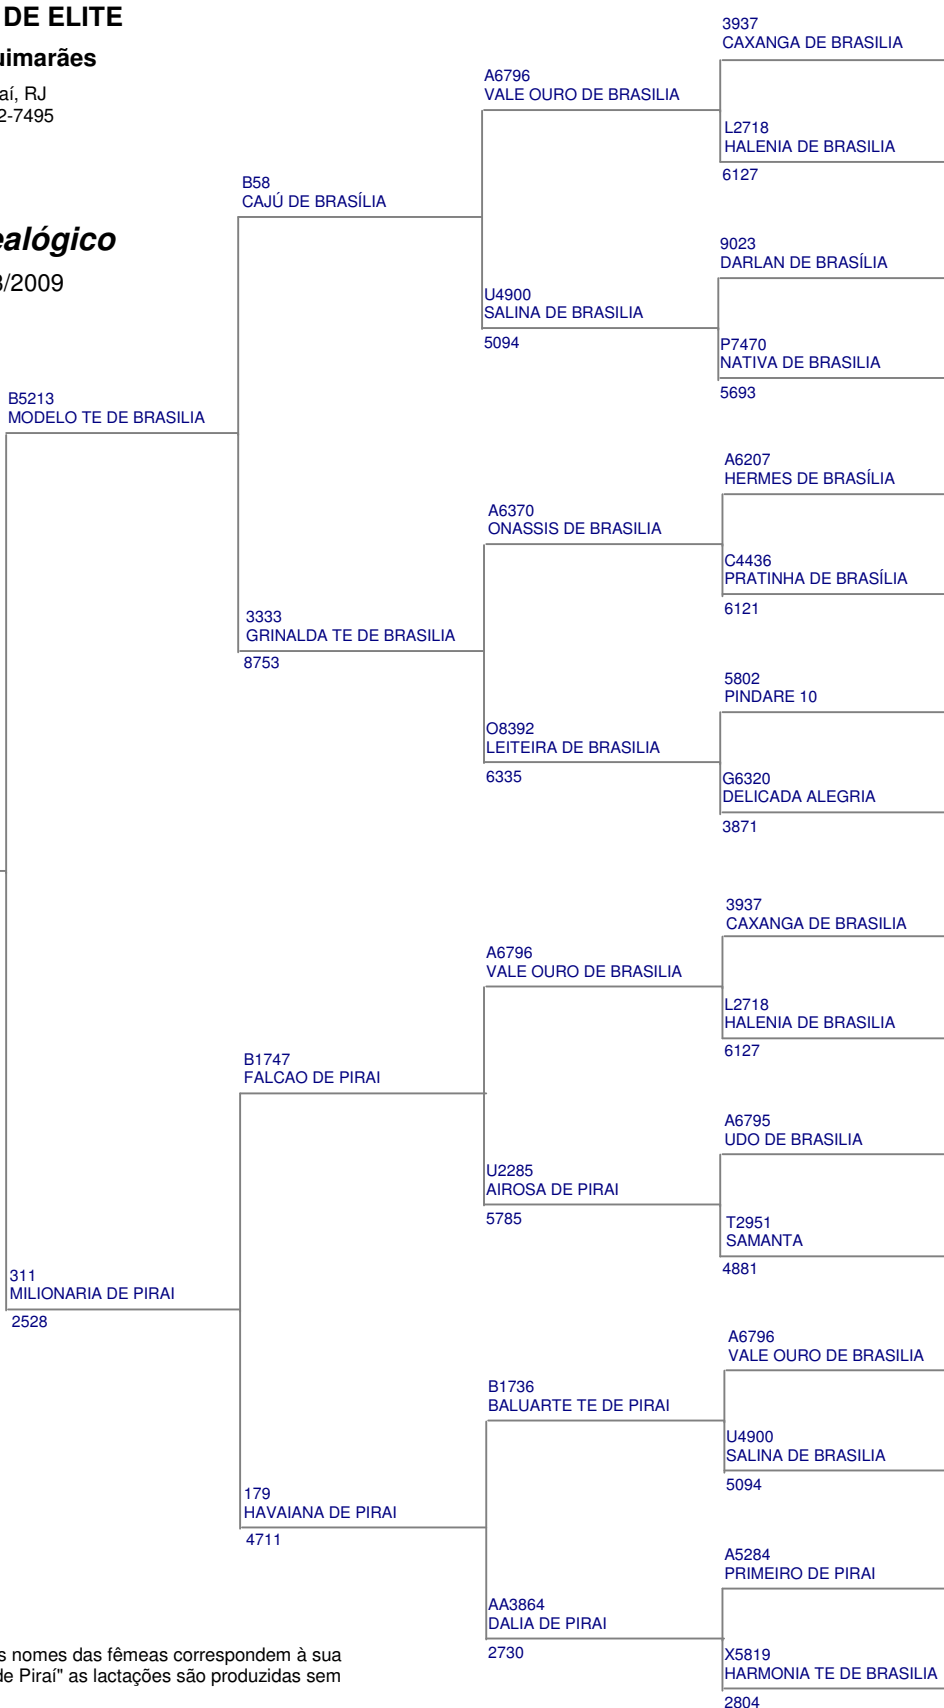 DE ELITE
uimarães
aí, RJ
2-7495
ealógico
3/2009
3937
CAXANGA DE BRASILIA
A6796
VALE OURO DE BRASILIA
L2718
HALENIA DE BRASILIA
6127
B58
CAJÚ DE BRASÍLIA
9023
DARLAN DE BRASÍLIA
U4900
SALINA DE BRASILIA
5094
P7470
NATIVA DE BRASILIA
5693
B5213
MODELO TE DE BRASILIA
A6207
HERMES DE BRASÍLIA
A6370
ONASSIS DE BRASILIA
C4436
PRATINHA DE BRASÍLIA
6121
3333
GRINALDA TE DE BRASILIA
8753
5802
PINDARE 10
O8392
LEITEIRA DE BRASILIA
6335
G6320
DELICADA ALEGRIA
3871
3937
CAXANGA DE BRASILIA
A6796
VALE OURO DE BRASILIA
L2718
HALENIA DE BRASILIA
6127
B1747
FALCAO DE PIRAI
A6795
UDO DE BRASILIA
U2285
AIROSA DE PIRAI
5785
T2951
SAMANTA
4881
311
MILIONARIA DE PIRAI
2528
A6796
VALE OURO DE BRASILIA
B1736
BALUARTE TE DE PIRAI
U4900
SALINA DE BRASILIA
5094
179
HAVAIANA DE PIRAI
4711
A5284
PRIMEIRO DE PIRAI
AA3864
DALIA DE PIRAI
2730
X5819
HARMONIA TE DE BRASILIA
2804
s nomes das fêmeas correspondem à sua
de Piraí" as lactações são produzidas sem